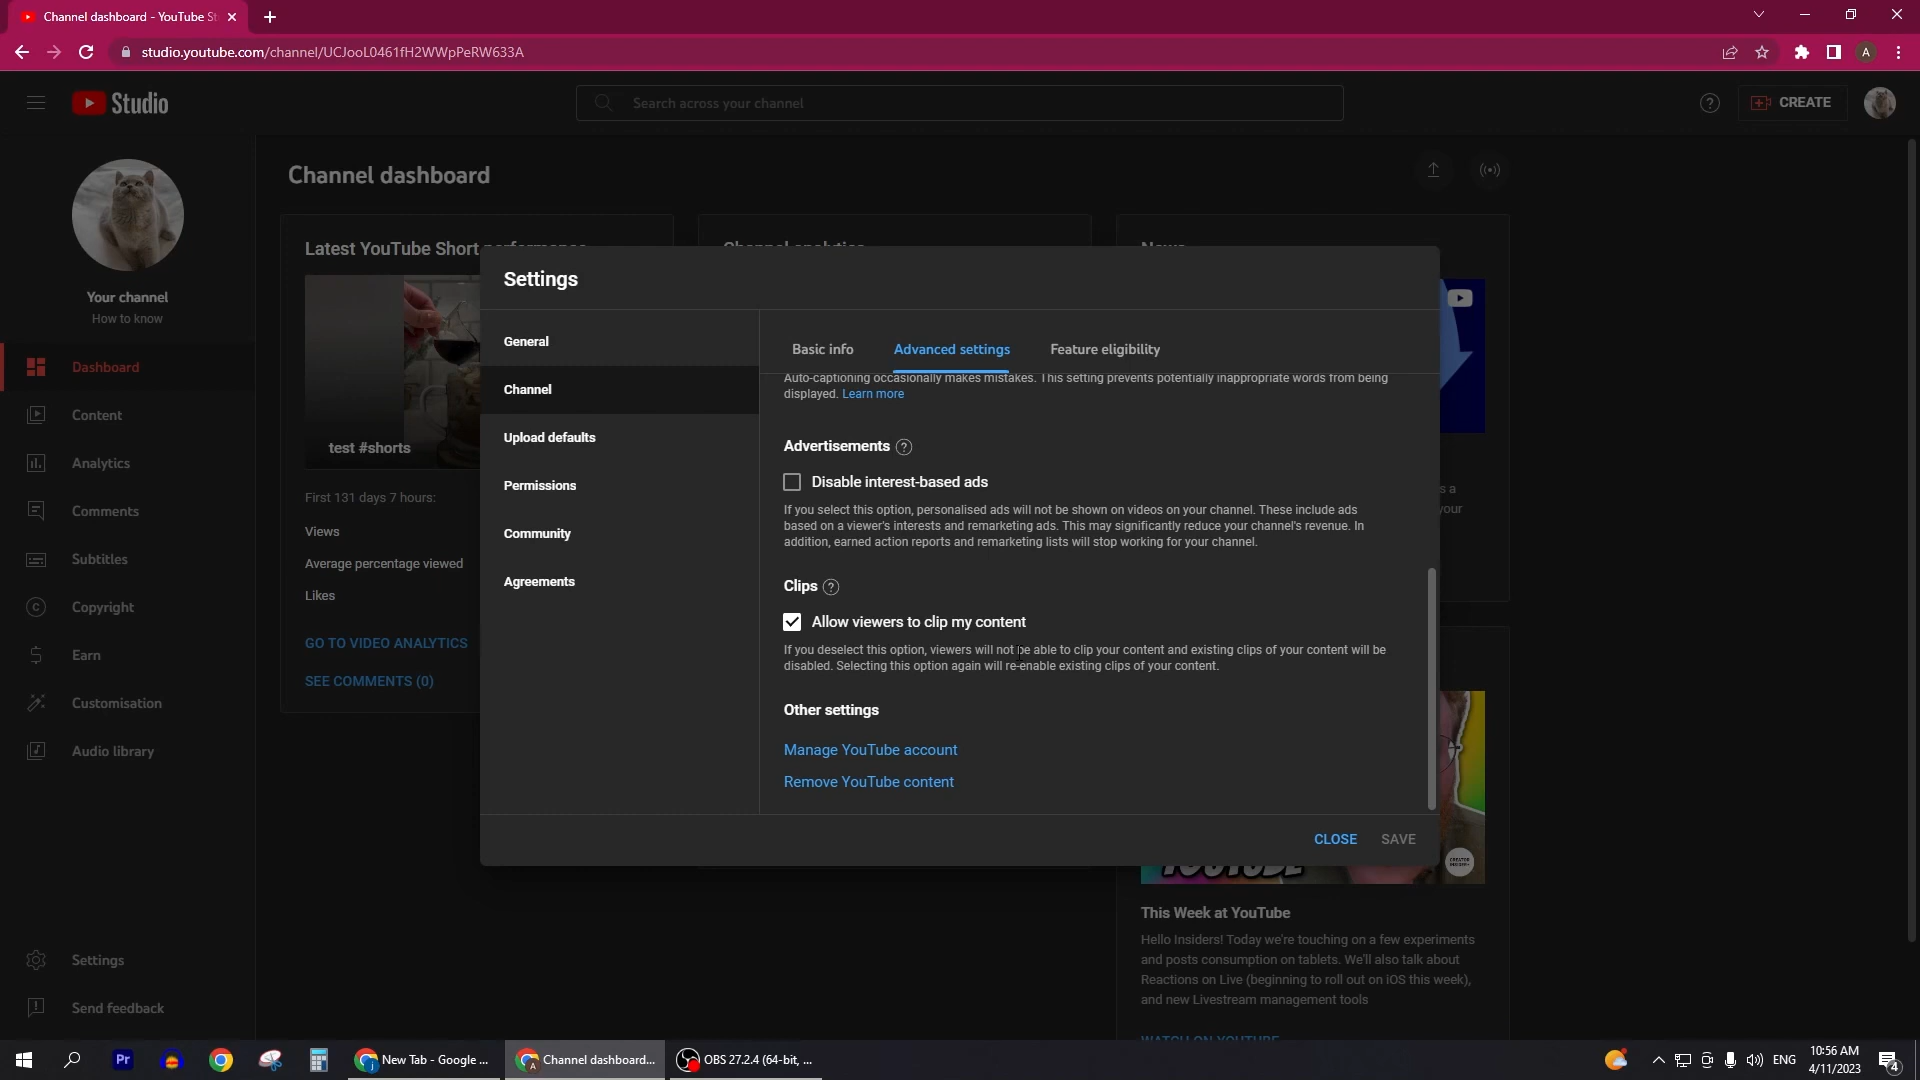 Channel dashboard - YouTube St
studio.youtube.com/channel/UCJooL0461fH2WWpPeRW633A
A
Studio
Search across your channel
CREATE
Channel dashboard
Your channel
How to know
Dashboard
Content
Analytics
Comments
Subtitles
Copyright
Earn
Customisation
Audio library
Settings
Send feedback
Latest YouTube Short performance
test #shorts
First 131 days 7 hours:
Views
Average percentage viewed
Likes
GO TO VIDEO ANALYTICS
SEE COMMENTS (0)
Channel analytics
News
Settings
General
Channel
Upload defaults
Permissions
Community
Agreements
Basic info
Advanced settings
Feature eligibility
Auto-captioning occasionally makes mistakes. This setting prevents potentially inappropriate words from being
displayed. Learn more
Advertisements
Disable interest-based ads
If you select this option, personalised ads will not be shown on videos on your channel. These include ads
based on a viewer's interests and remarketing ads. This may significantly reduce your channel's revenue. In
addition, earned action reports and remarketing lists will stop working for your channel.
Clips
Allow viewers to clip my content
If you deselect this option, viewers will not be able to clip your content and existing clips of your content will be
disabled. Selecting this option again will re-enable existing clips of your content.
Other settings
Manage YouTube account
Remove YouTube content
CLOSE
SAVE
s a
your
YOUTUBE
CREATOR
INSIDER
This Week at YouTube
Hello Insiders! Today we're touching on a few experiments
and posts consumption on tablets. We'll also talk about
Reactions on Live (beginning to roll out on iOS this week),
and new Livestream management tools
WATCH ON YOUTUBE
Pr
New Tab - Google ...
Channel dashboard...
OBS 27.2.4 (64-bit, ...
ENG
10:56 AM
4/11/2023
4